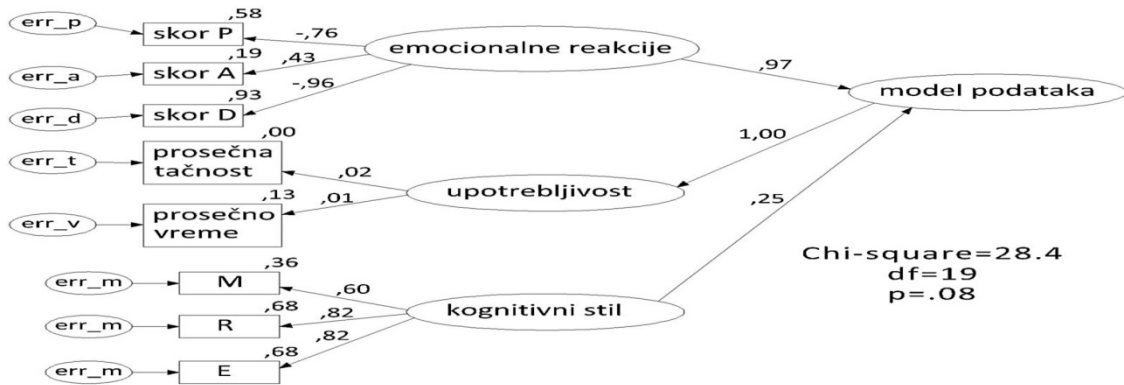 ,58
err_p
skor P
-,76
emocionalne reakcije
,19
,43
err_a
skor A
,97
,93
-,96
model podataka
err_d
skor D
,00
1,00
err_t
prosečna
tačnost
,02
upotrebljivost
,13
,01
,25
err_v
prosečno
vreme
Chi-square=28.4
df=19
p=.08
,36
err_m
M
,60
,68
kognitivni stil
err_m
R
,82
,68
,82
err_m
E